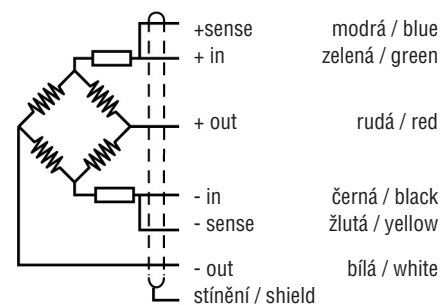 +sense modrá / blue
+ in zelená / green
+ out rudá / red
- in černá / black
- sense žlutá / yellow
- out bílá / white
stínění / shield